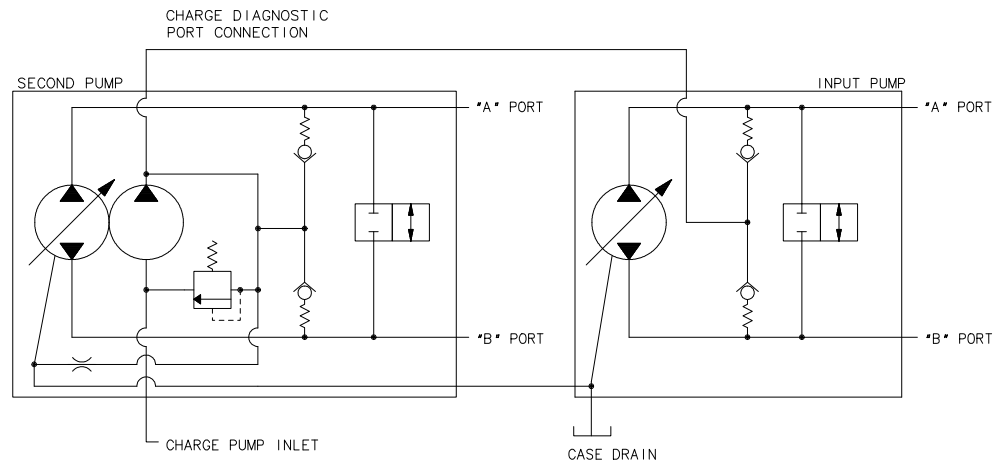 CHARGE DIAGNOSTIC
PORT CONNECTION
SECOND PUMP
INPUT PUMP
"A" PORT
"A" PORT
"B" PORT
"B" PORT
CHARGE PUMP INLET
CASE DRAIN